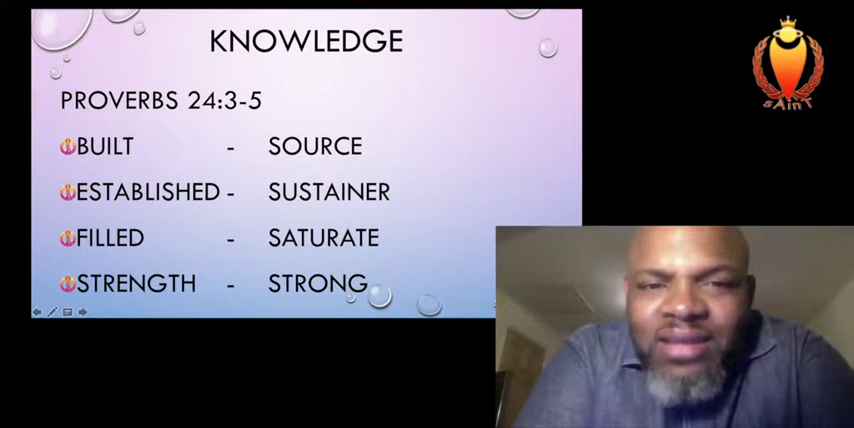 KNOWLEDGE
PROVERBS 24:3-5
BUILT - SOURCE
ESTABLISHED - SUSTAINER
FILLED - SATURATE
STRENGTH - STRONG
sAinT